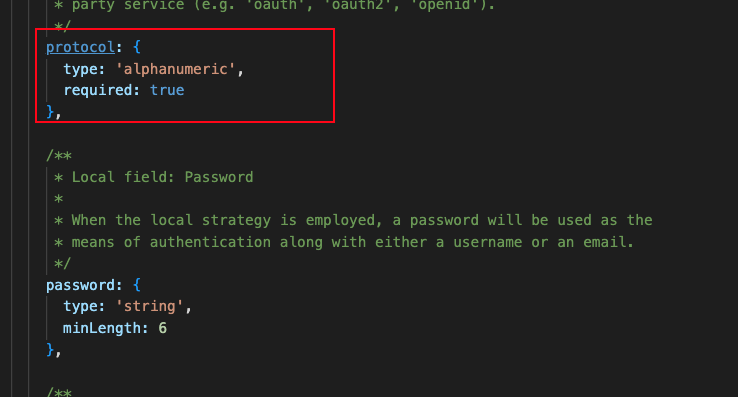 * party service (e.g. 'oauth', 'oauth2', 'openid').
*/
protocol: {
type: 'alphanumeric',
required: true
},
/**
* Local field: Password
*
* When the local strategy is employed, a password will be used as the
* means of authentication along with either a username or an email.
*/
password: {
type: 'string',
minLength: 6
},
/**